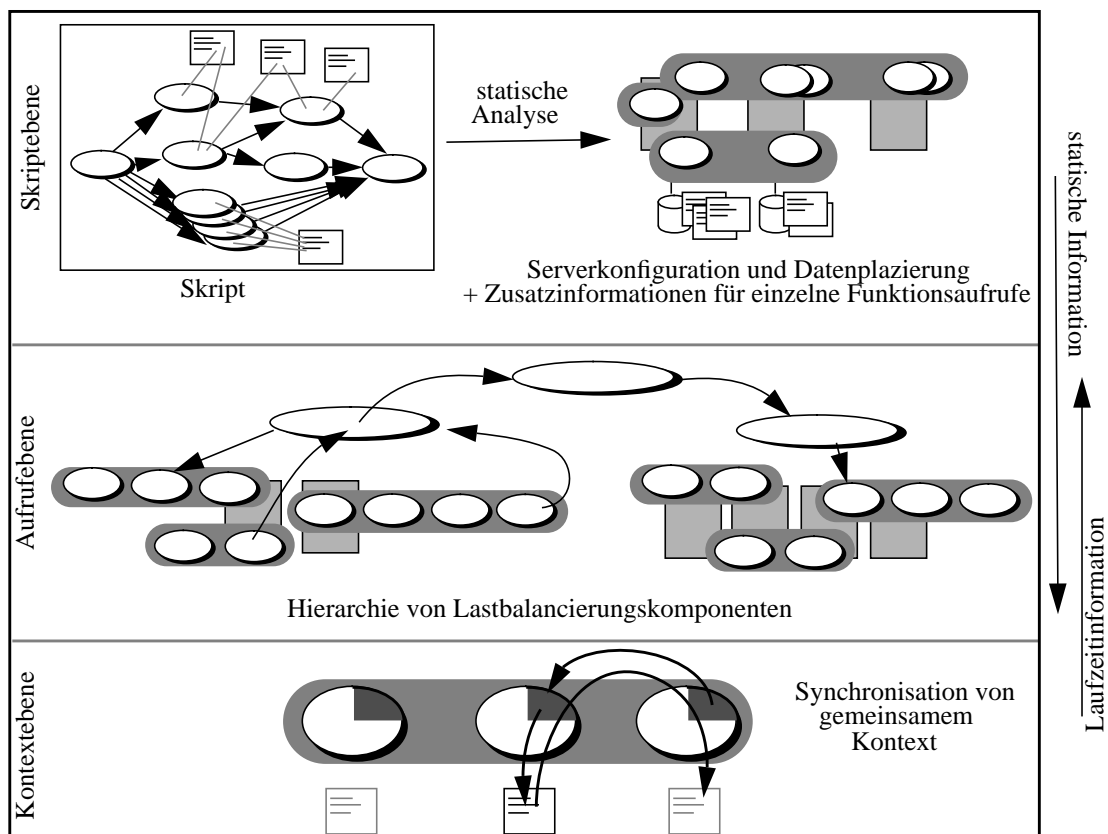 Skriptebene
statische
Analyse
Skript
Serverkonfiguration und Datenplazierung
+ Zusatzinformationen für einzelne Funktionsaufrufe
Aufrufebene
Hierarchie von Lastbalancierungskomponenten
Kontextebene
Synchronisation von
gemeinsamem
Kontext
statische Information
Laufzeitinformation